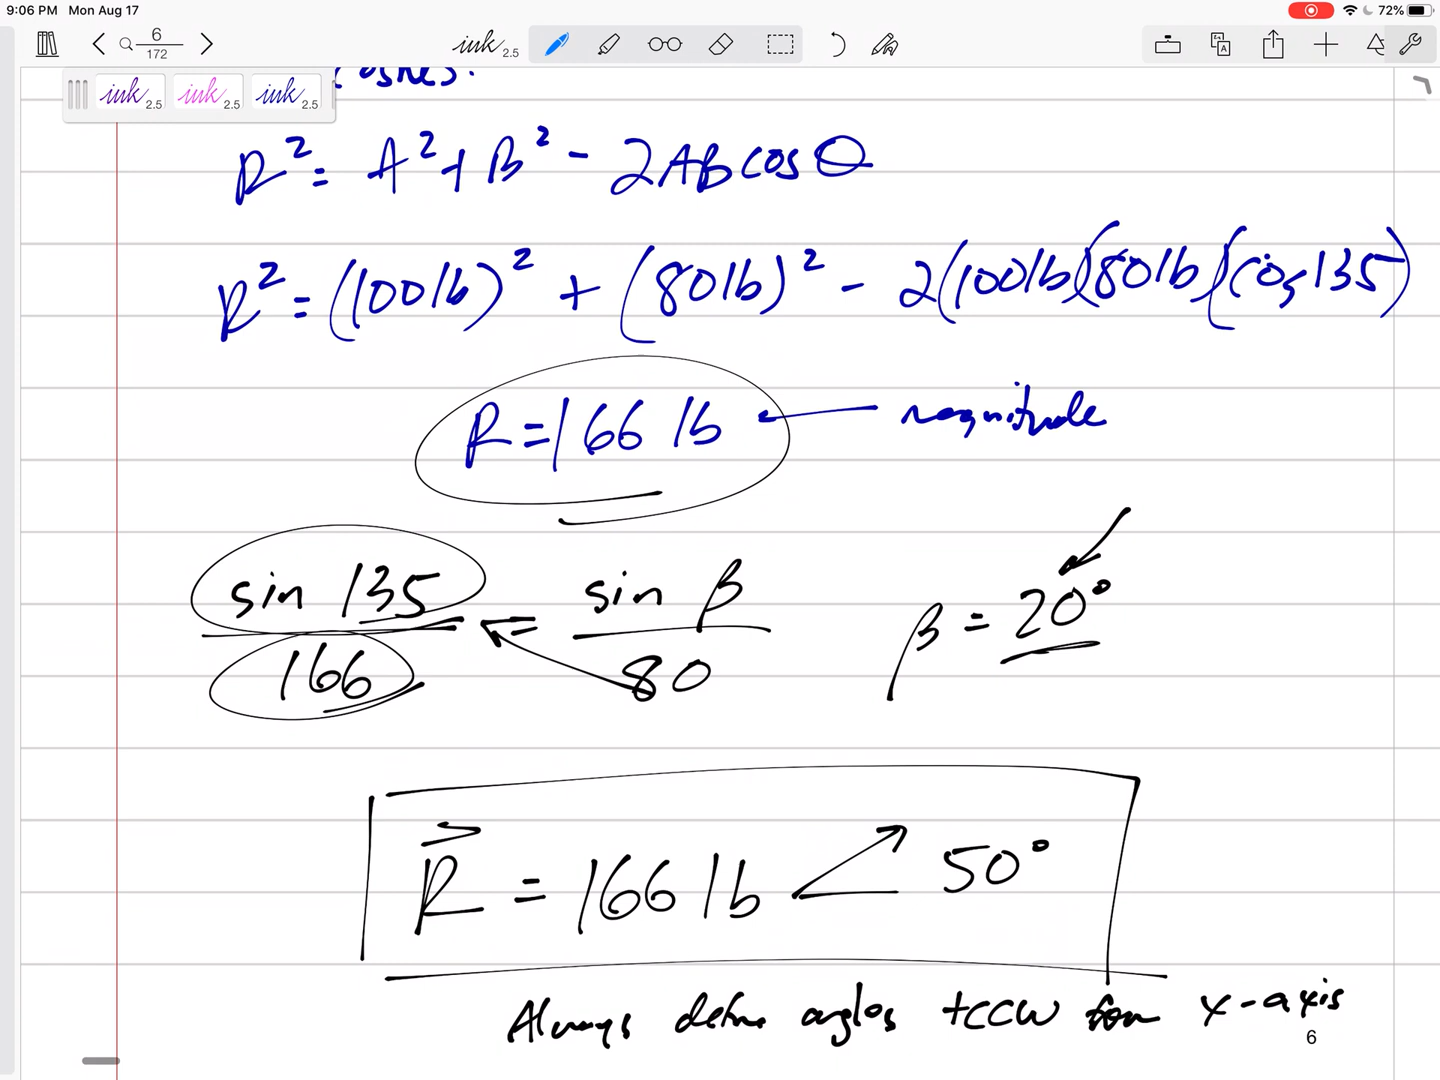 9:06 PM Mon Aug 17 72%
6
172
ink 2.5
ink 2.5 ink 2.5 ink 2.5
R² = A² + B² - 2AB cos θ
R² = (100lb)² + (80lb)² - 2(100lb)(80lb)(cos 135)
R = 166 lb ← magnitude
sin 135 / 166 = sin β / 80 β = 20°
R⃗ = 166 lb ∠ 50°
Always define angles +CCW from x-axis
6